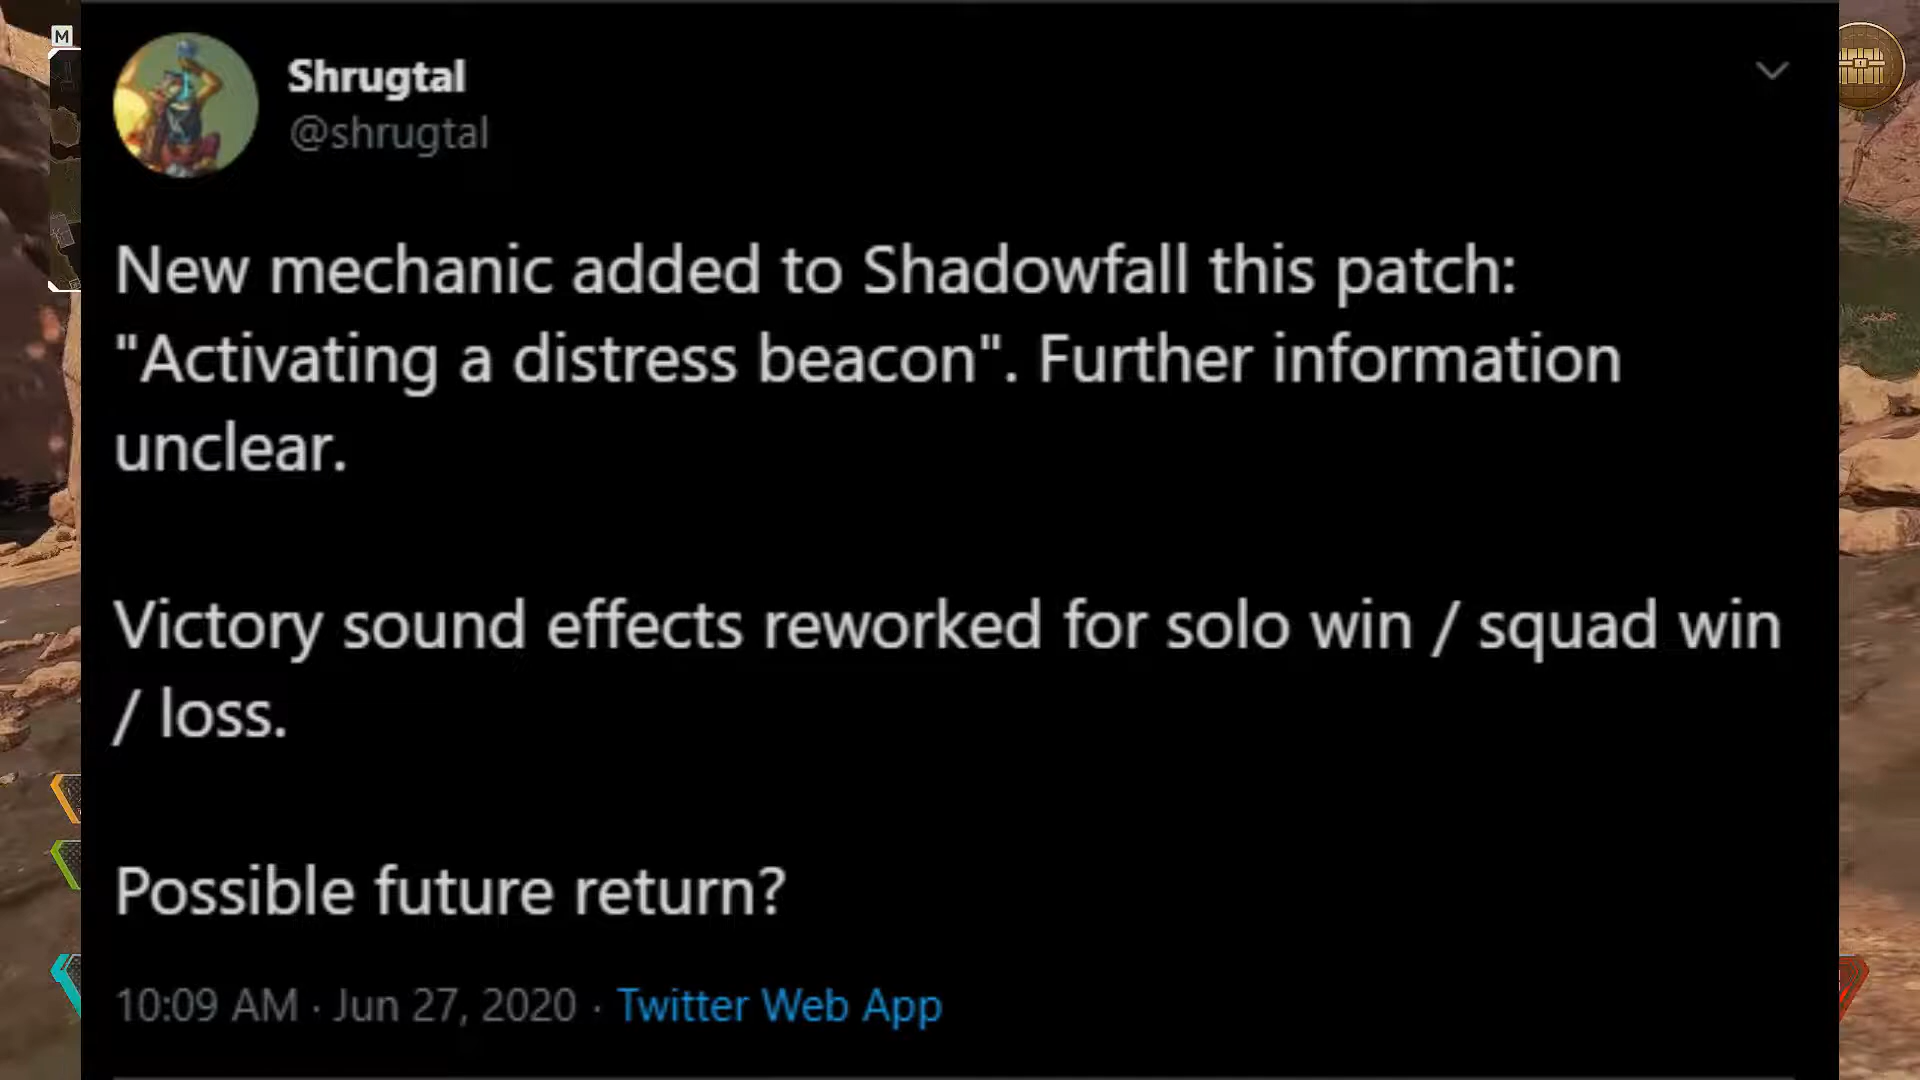 M
Shrugtal
@shrugtal
New mechanic added to Shadowfall this patch:
"Activating a distress beacon". Further information
unclear.
Victory sound effects reworked for solo win / squad win
/ loss.
Possible future return?
10:09 AM · Jun 27, 2020 · Twitter Web App